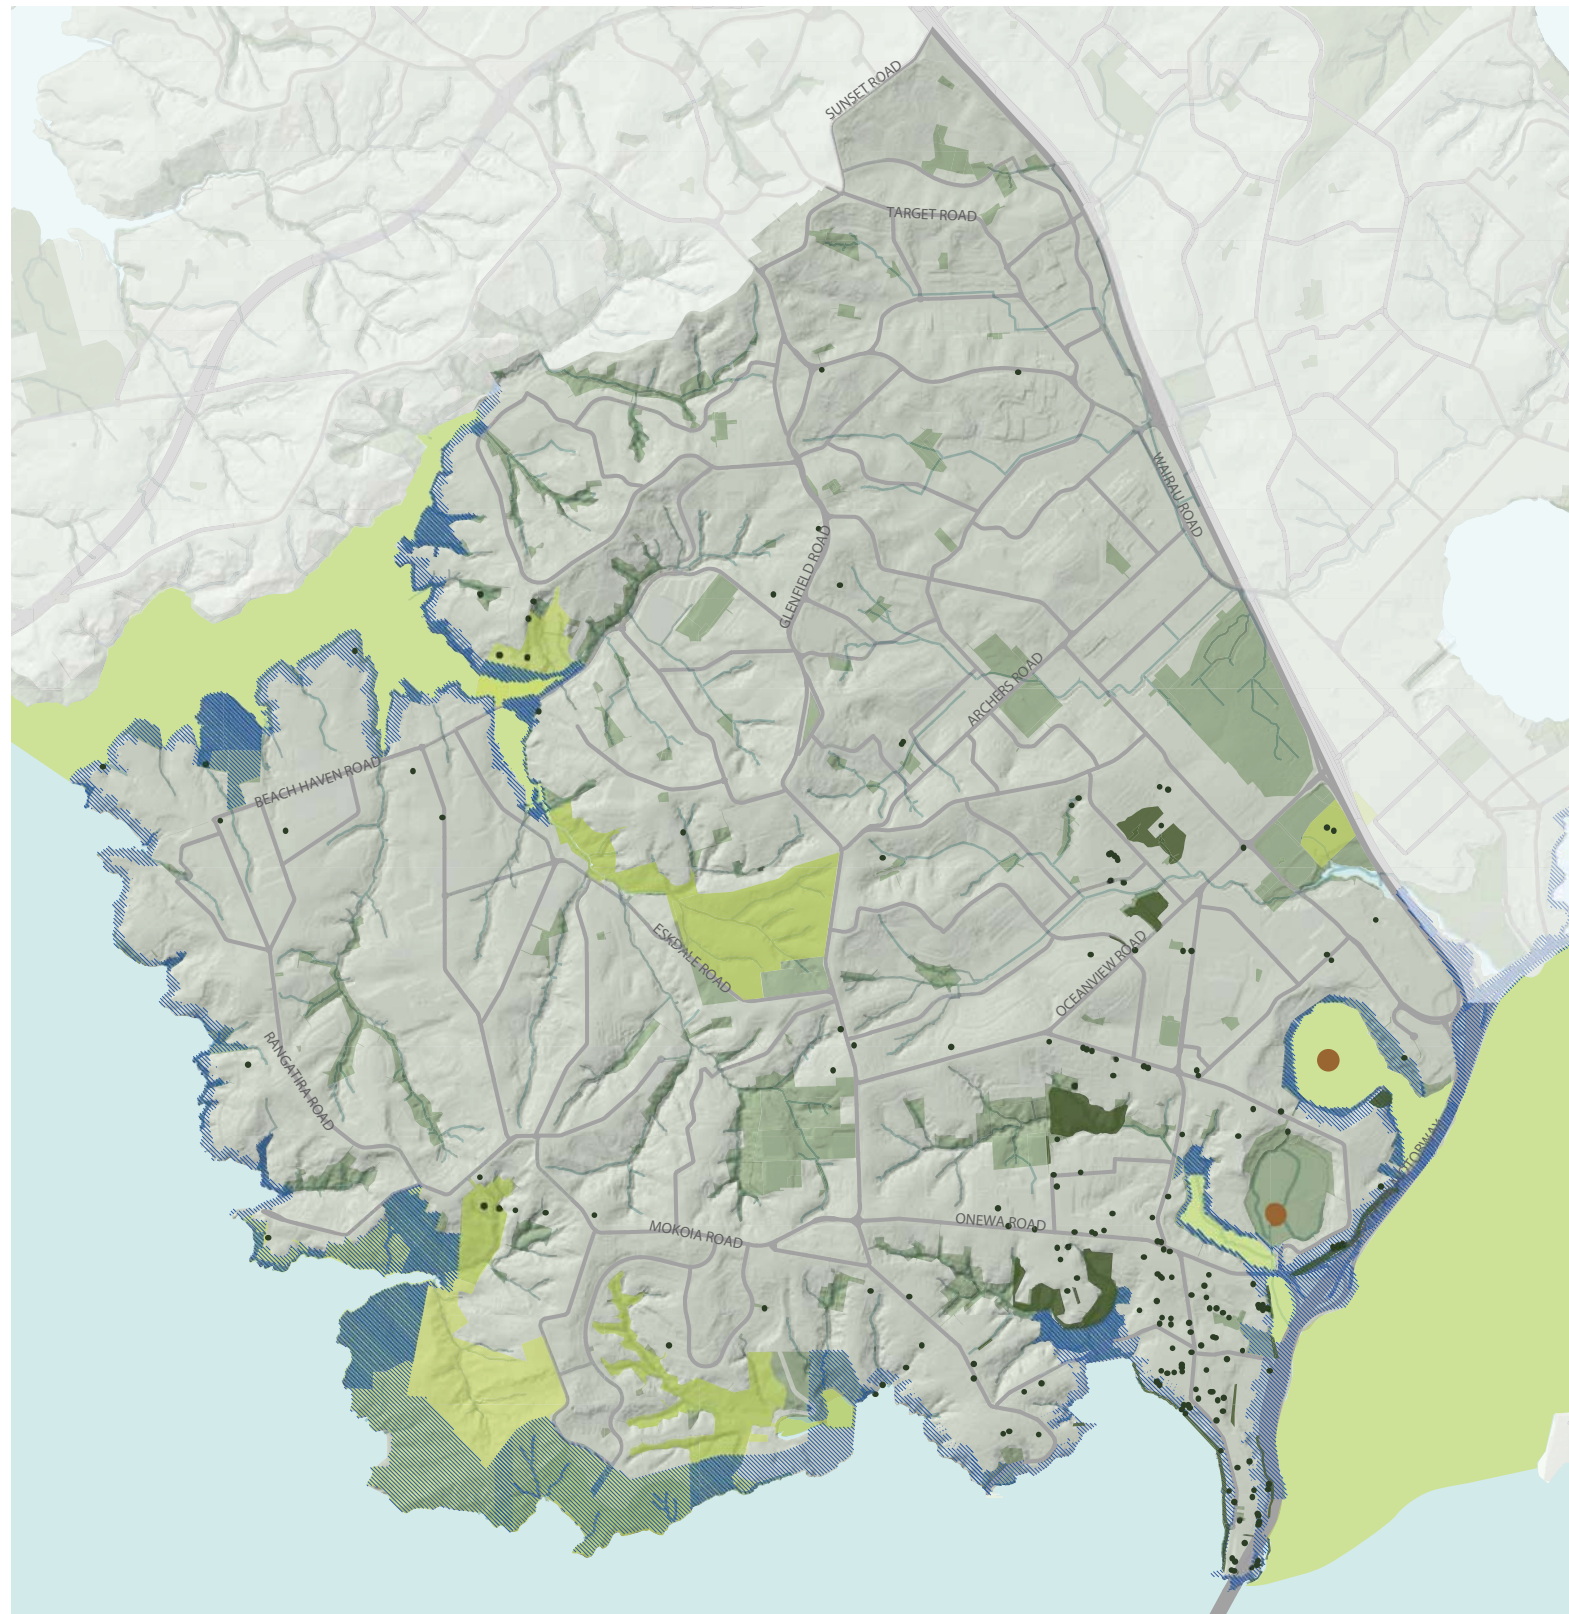 SUNSET ROAD
TARGET ROAD
WAIRAU ROAD
GLENFIELD ROAD
ARCHERS ROAD
BEACH HAVEN ROAD
ESKDALE ROAD
OCEANVIEW ROAD
RANGATIRA ROAD
MOTORWAY
ONEWA ROAD
MOKOIA ROAD